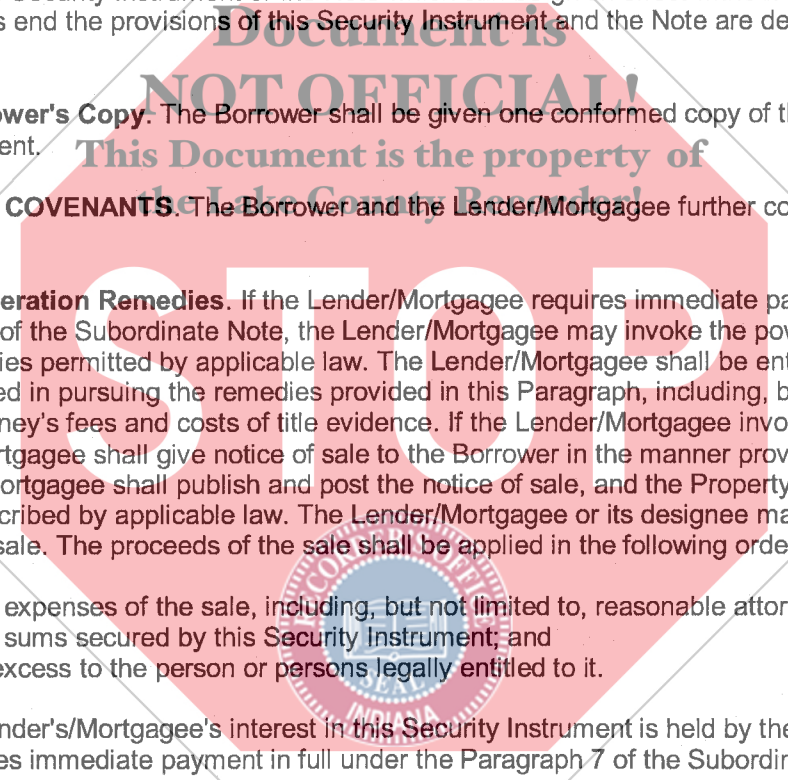 s end the provisions of this Security Instrument and the Note are de
Document is
NOT OFFICIAL!
wer's Copy. The Borrower shall be given one conformed copy of t
ent.
This Document is the property of
the Lake County Recorder!
COVENANTS. The Borrower and the Lender/Mortgagee further co
STOP
eration Remedies. If the Lender/Mortgagee requires immediate pa
of the Subordinate Note, the Lender/Mortgagee may invoke the pow
ies permitted by applicable law. The Lender/Mortgagee shall be ent
ed in pursuing the remedies provided in this Paragraph, including, b
ney's fees and costs of title evidence. If the Lender/Mortgagee invo
rtgagee shall give notice of sale to the Borrower in the manner prov
ortgagee shall publish and post the notice of sale, and the Property
cribed by applicable law. The Lender/Mortgagee or its designee ma
sale. The proceeds of the sale shall be applied in the following orde
expenses of the sale, including, but not limited to, reasonable attor
sums secured by this Security Instrument; and
excess to the person or persons legally entitled to it.
RECORDER'S OFFICE
SEAL
INDIANA
nder's/Mortgagee's interest in this Security Instrument is held by the
es immediate payment in full under the Paragraph 7 of the Subordin